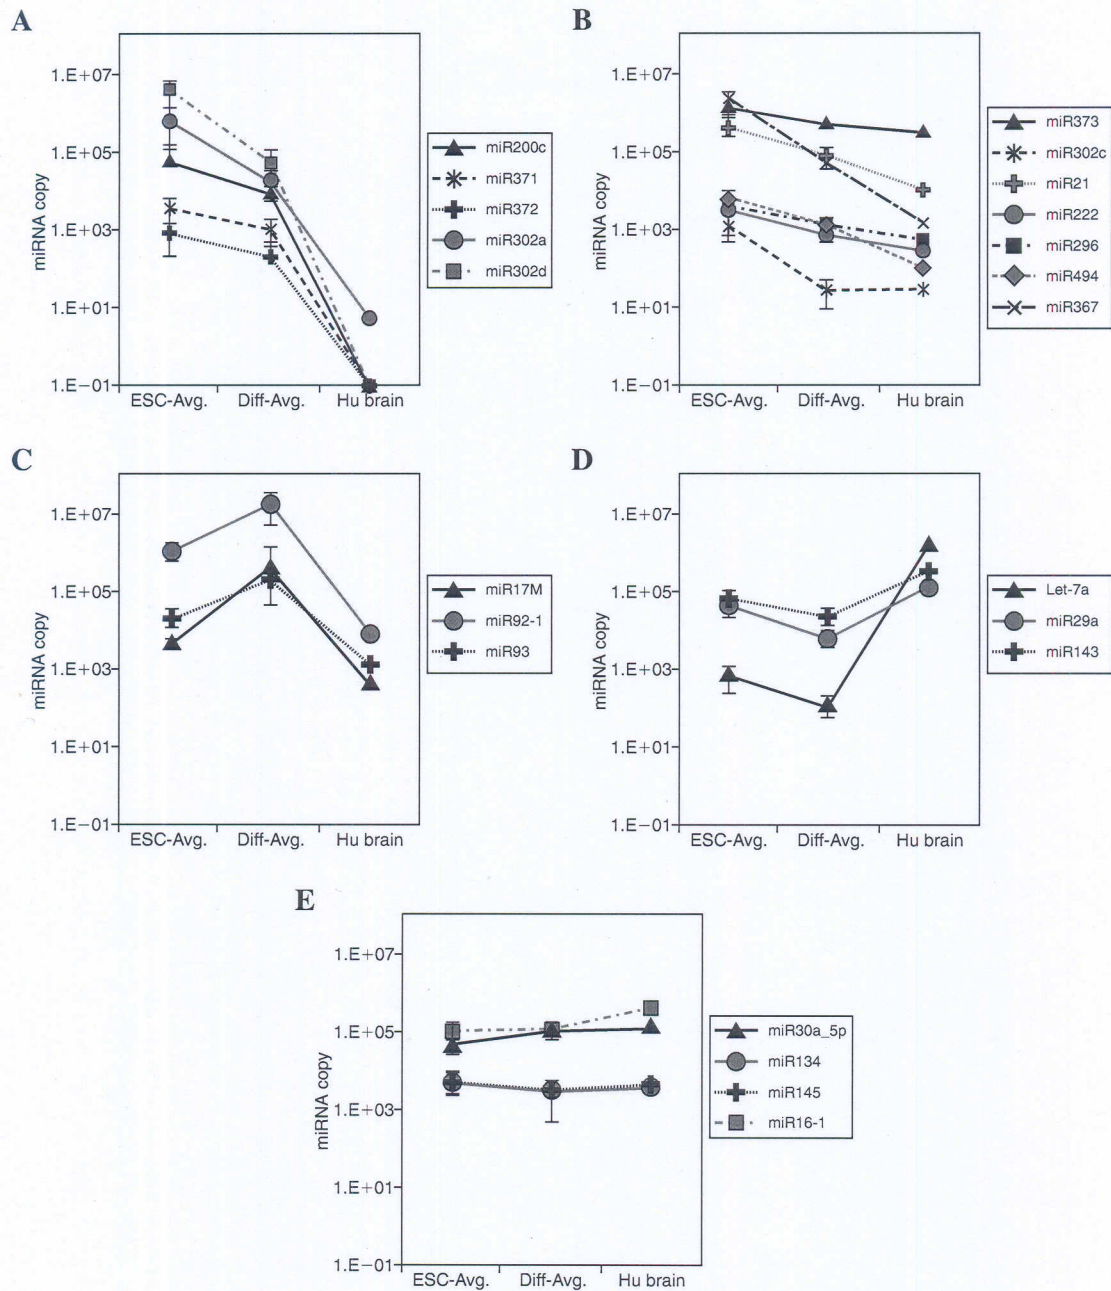 A
1.E+07
1.E+05
1.E+03
1.E+01
1.E−01
miRNA copy
ESC-Avg. Diff-Avg. Hu brain
miR200c
miR371
miR372
miR302a
miR302d
B
1.E+07
1.E+05
1.E+03
1.E+01
1.E−01
miRNA copy
ESC-Avg. Diff-Avg. Hu brain
miR373
miR302c
miR21
miR222
miR296
miR494
miR367
C
1.E+07
1.E+05
1.E+03
1.E+01
1.E−01
miRNA copy
ESC-Avg. Diff-Avg. Hu brain
miR17M
miR92-1
miR93
D
1.E+07
1.E+05
1.E+03
1.E+01
1.E−01
miRNA copy
ESC-Avg. Diff-Avg. Hu brain
Let-7a
miR29a
miR143
E
1.E+07
1.E+05
1.E+03
1.E+01
1.E−01
miRNA copy
ESC-Avg. Diff-Avg. Hu brain
miR30a_5p
miR134
miR145
miR16-1